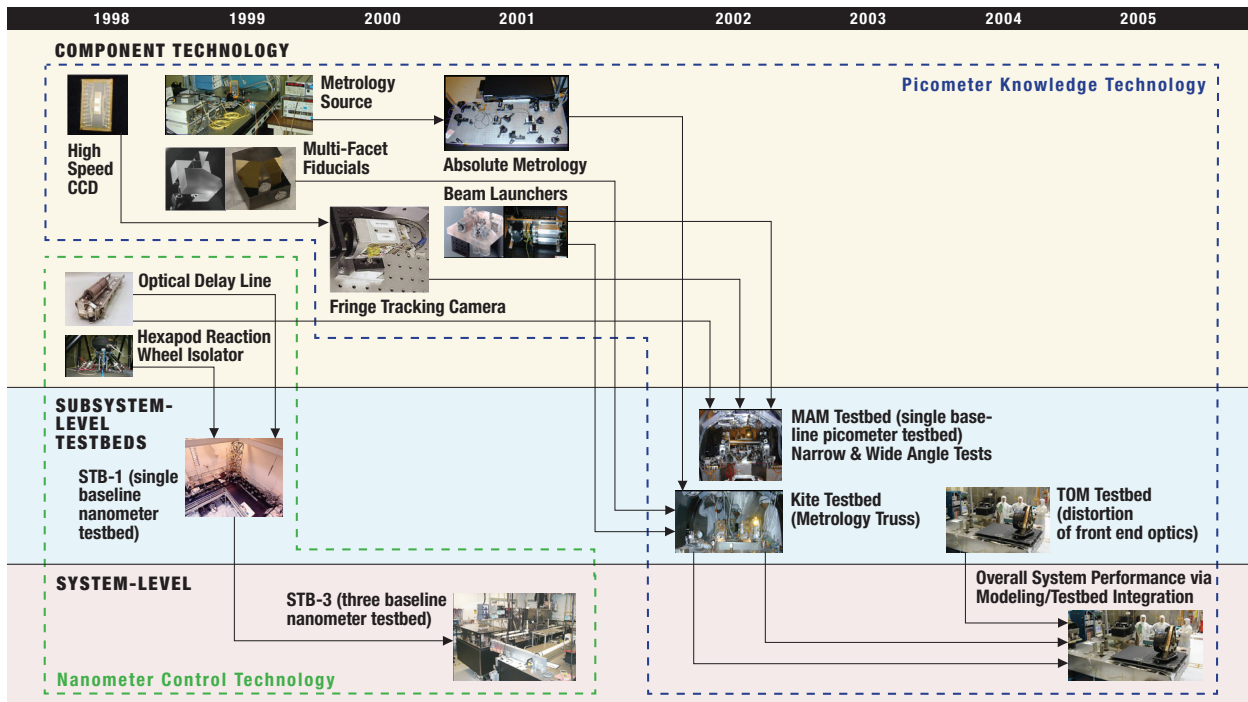 1998 1999 2000 2001 2002 2003 2004 2005
COMPONENT TECHNOLOGY
Picometer Knowledge Technology
Metrology
Source
High
Speed
CCD
Multi-Facet
Fiducials
Absolute Metrology
Beam Launchers
Fringe Tracking Camera
Optical Delay Line
Hexapod Reaction
Wheel Isolator
SUBSYSTEM-
LEVEL
TESTBEDS
STB-1 (single
baseline
nanometer
testbed)
MAM Testbed (single base-
line picometer testbed)
Narrow & Wide Angle Tests
Kite Testbed
(Metrology Truss)
TOM Testbed
(distortion
of front end optics)
SYSTEM-LEVEL
STB-3 (three baseline
nanometer testbed)
Overall System Performance via
Modeling/Testbed Integration
Nanometer Control Technology